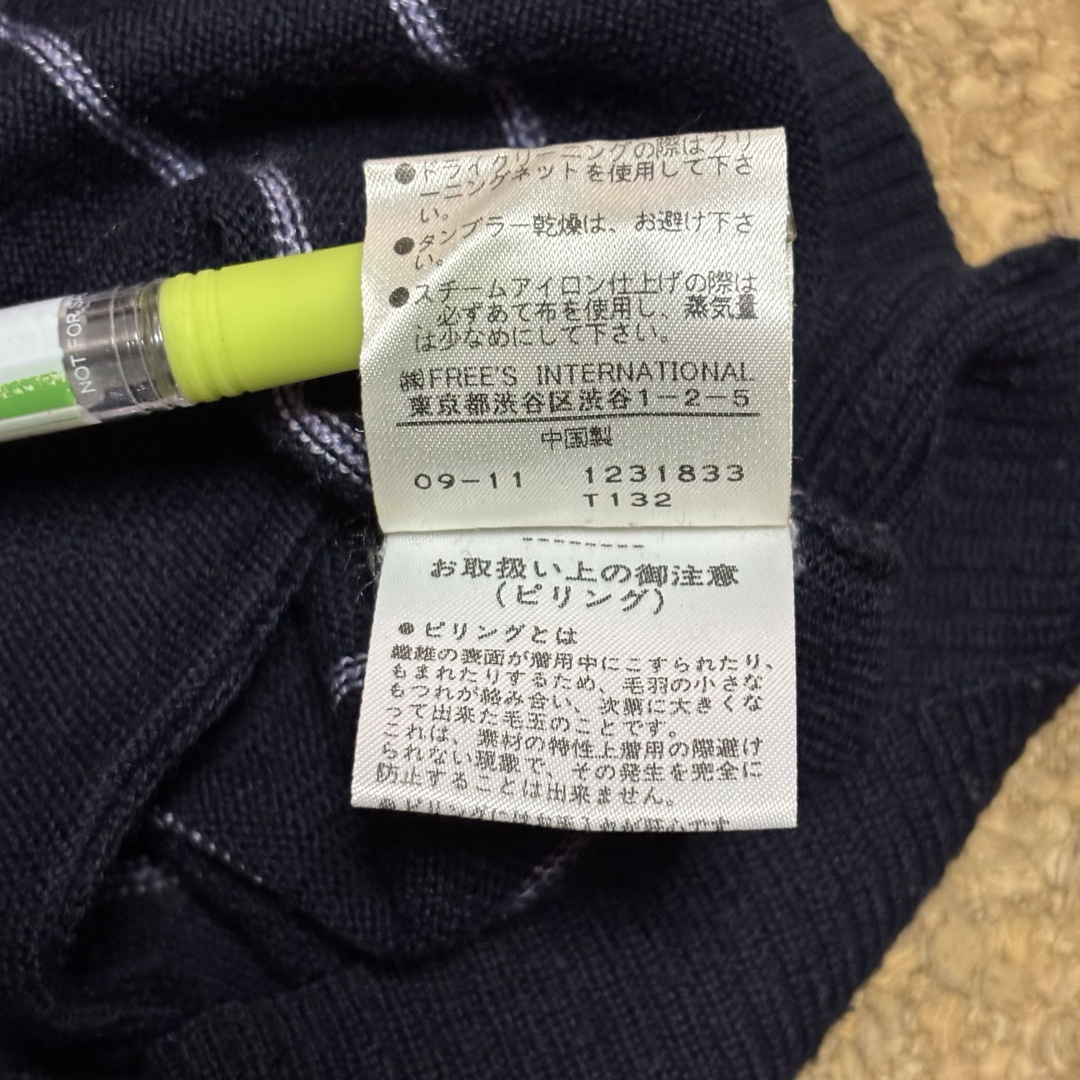 ●ドライクリーニングの際はクリ
ーニングネットを使用して下さ
い。
●タンブラー乾燥は、お避け下さ
い。
●スチームアイロン仕上げの際は
必ずあて布を使用し、蒸気量
は少なめにして下さい。
㈱FREE'S INTERNATIONAL
東京都渋谷区渋谷1-2-5
中国製
09-11 1231833
T132
--------
お取扱い上の御注意
(ピリング)
●ピリングとは
繊維の表面が着用中にこすられたり、
もまれたりするため、毛羽の小さな
もつれが絡み合い、次第に大きくな
って出来た毛玉のことです。
これは、素材の特性上着用の際避け
られない現象で、その発生を完全に
防止することは出来ません。
NOT FOR